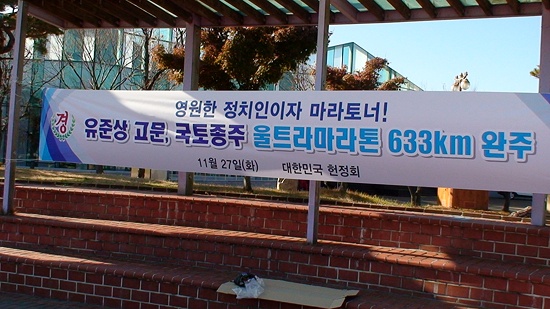 영원한 정치인이자 마라토너!
경
유준상 고문, 국토종주 울트라마라톤 633km 완주
11월 27일(화) 대한민국 헌정회